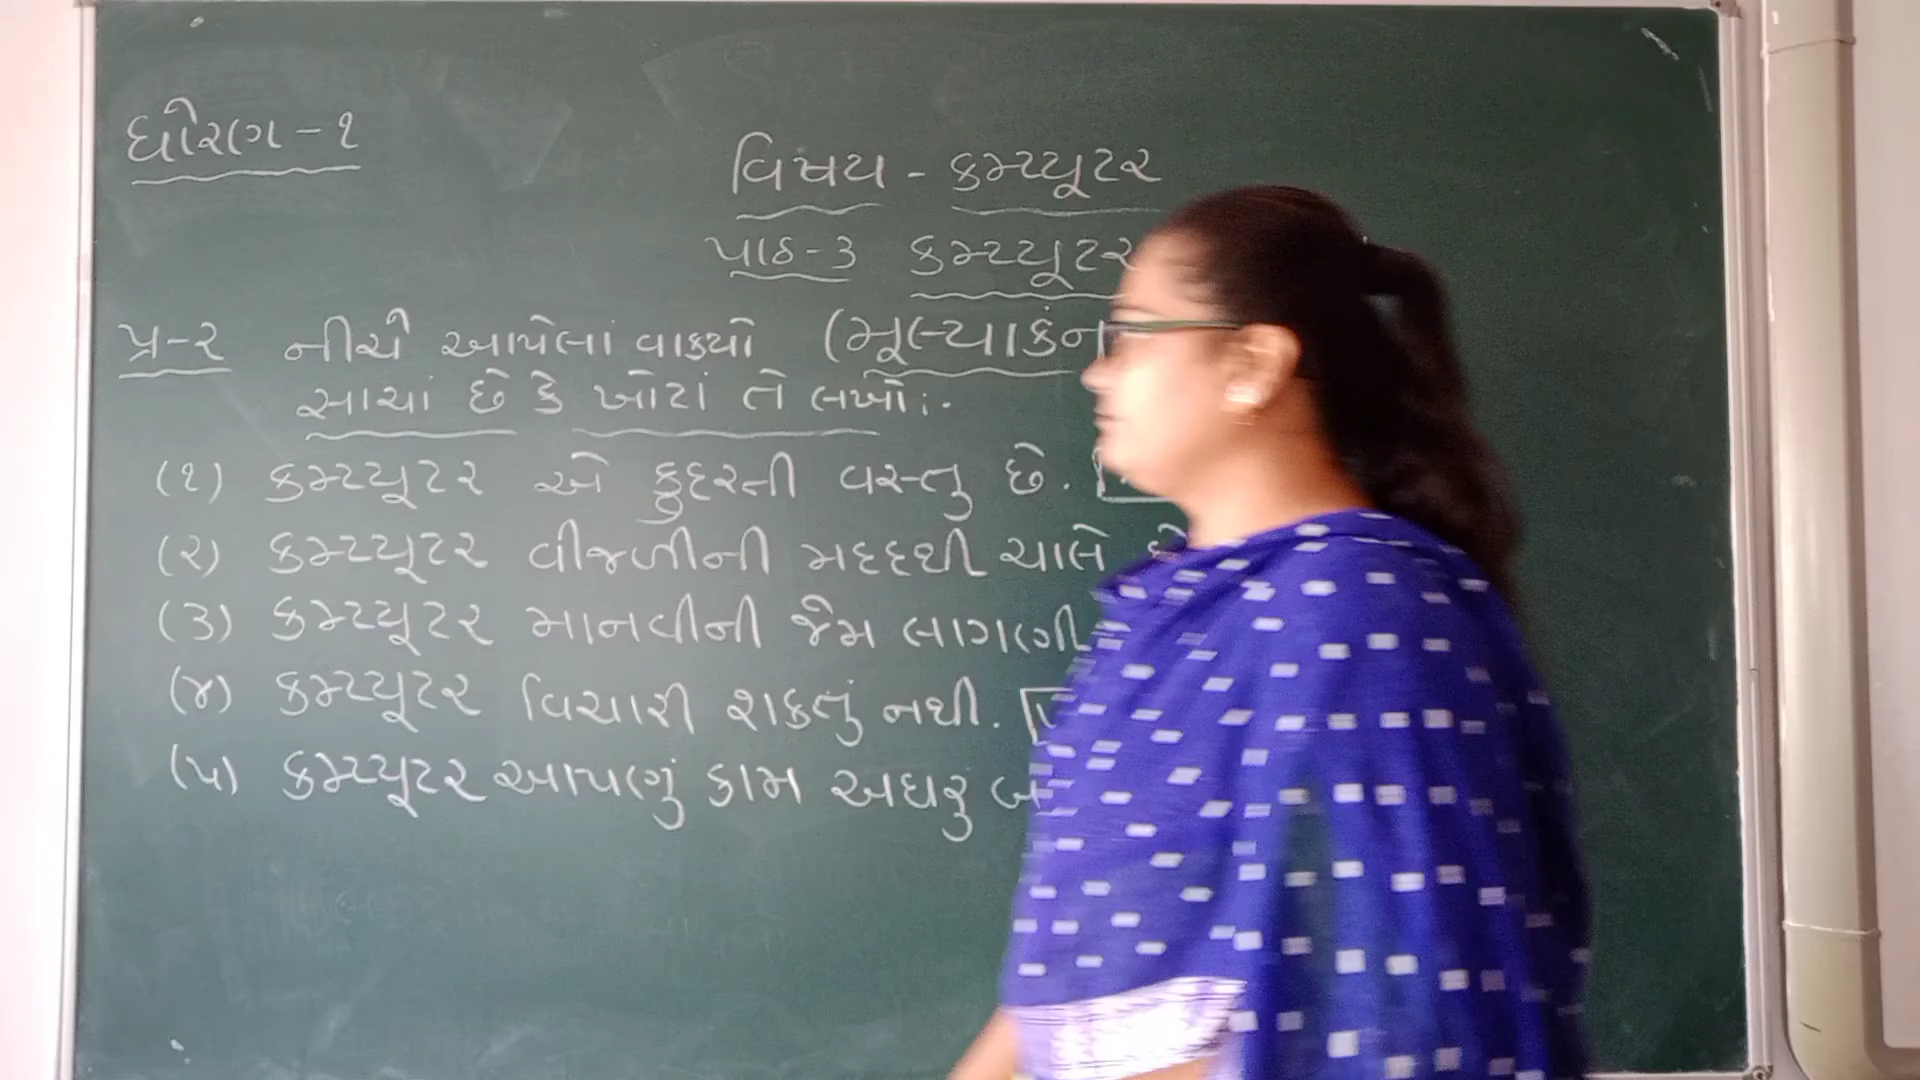 ધોરણ - ૧
વિષય - કમ્પ્યૂટર
પાઠ - ૩ કમ્પ્યૂટર
પ્ર-૨ નીચે આપેલાં વાક્યો (મૂલ્યાકંન
સાચાં છે કે ખોટાં તે લખો:-
(૧) કમ્પ્યૂટર એ કુદરતી વસ્તુ છે.
(૨) કમ્પ્યૂટર વીજળીની મદદથી ચાલે
(૩) કમ્પ્યૂટર માનવીની જેમ લાગણી
(૪) કમ્પ્યૂટર વિચારી શકતું નથી.
(૫) કમ્પ્યૂટર આપણું કામ અઘરું